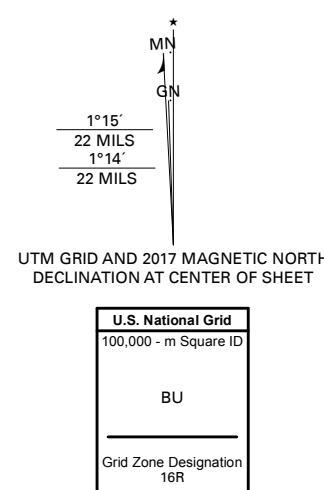 ★
MN
GN
1°15´
22 MILS
1°14´
22 MILS
UTM GRID AND 2017 MAGNETIC NORTH
DECLINATION AT CENTER OF SHEET
U.S. National Grid
100,000 - m Square ID
BU
Grid Zone Designation
16R